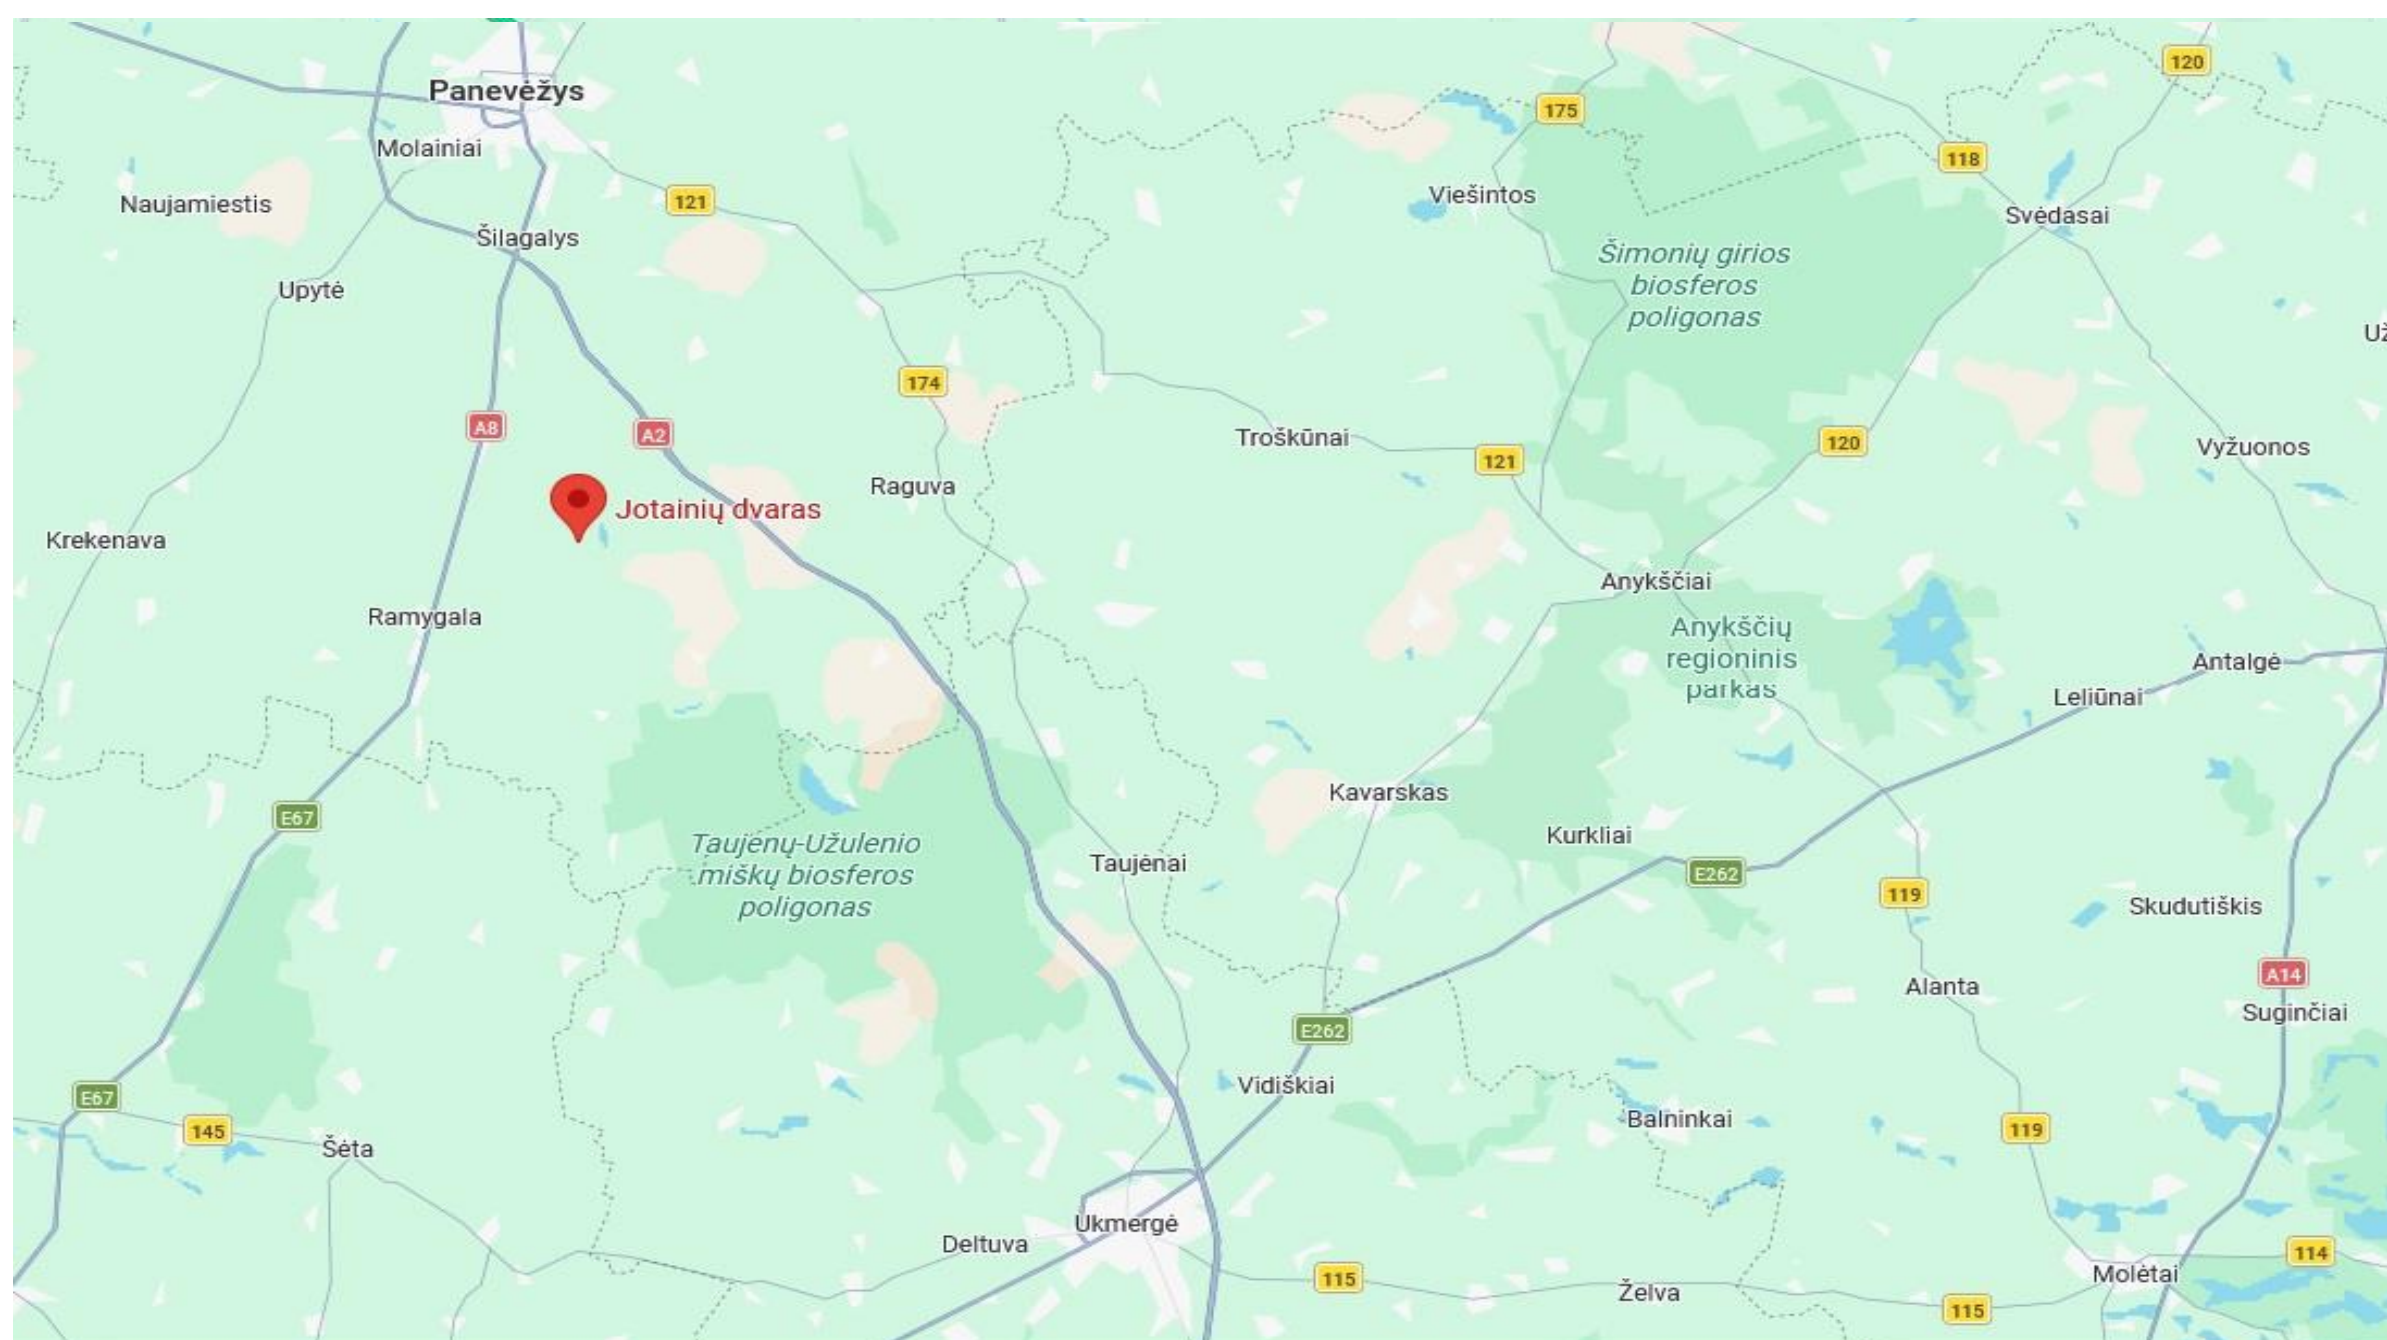 120
Panevėžys
175
Molainiai
118
Viešintos
121
Naujamiestis
Svėdasai
Šilagalys
Šimonių girios
biosferos
poligonas
Upytė
174
A8
A2
Troškūnai
120
121
Vyžuonos
Raguva
Jotainių dvaras
Krekenava
Anykščiai
Ramygala
Anykščių
regioninis
parkas
Antalgė
Leliūnai
Kavarskas
E67
Kurkliai
Taujėnų-Užulenio
miškų biosferos
poligonas
Taujėnai
E262
119
Skudutiškis
A14
Alanta
Suginčiai
E262
Vidiškiai
E67
Balninkai
145
119
Šėta
Ukmergė
Deltuva
114
Molėtai
115
Želva
115